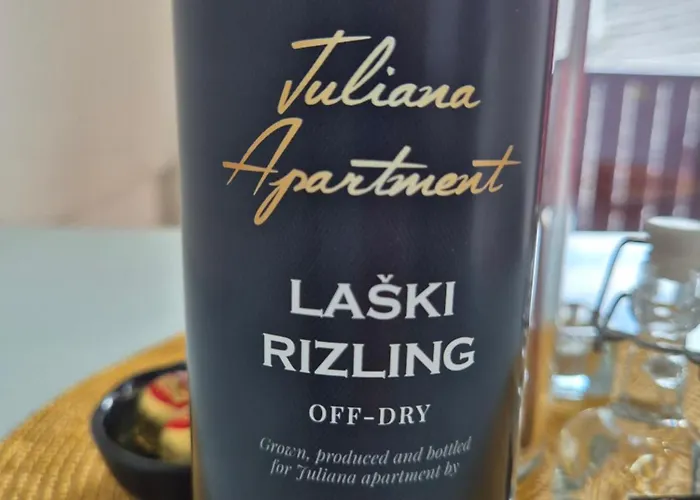 Juliana
Apartment
LAŠKI
RIZLING
OFF-DRY
Grown, produced and bottled
for Juliana apartment by